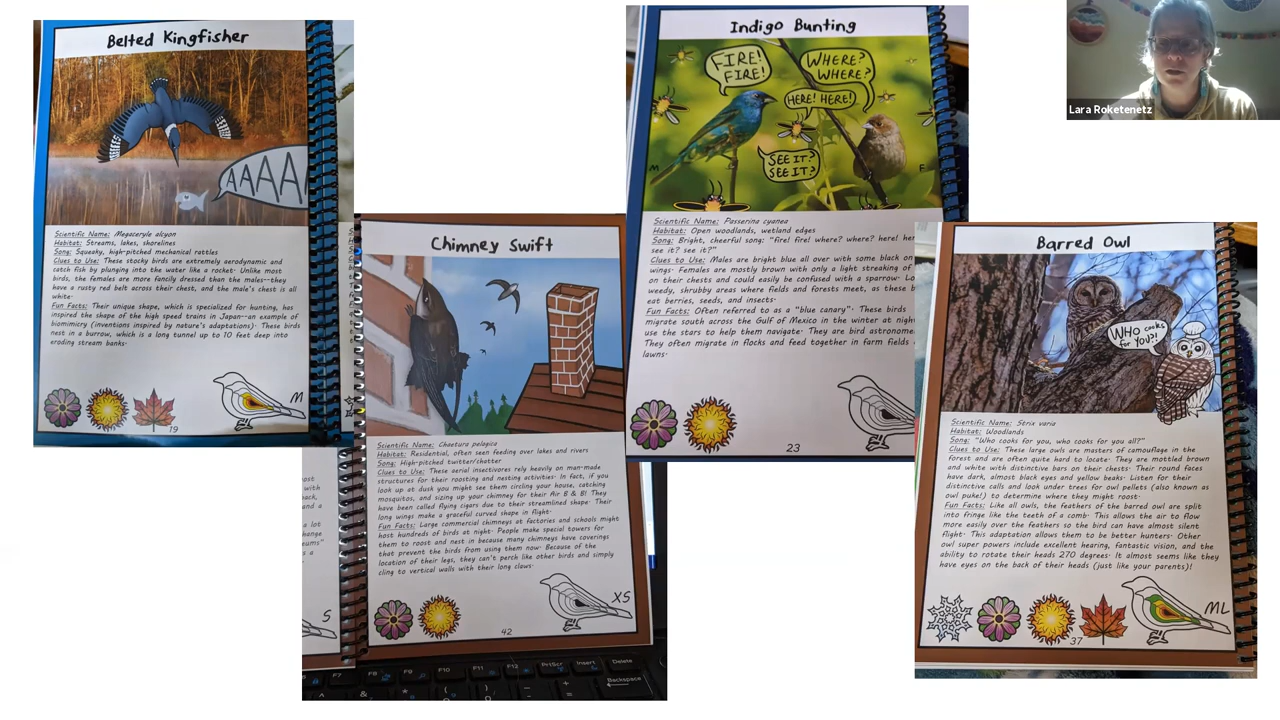 Belted Kingfisher
AAAA
Scientific Name: Megaceryle alcyon
Habitat: Streams, lakes, shorelines
Song: Squeaky, high-pitched mechanical rattles
Clues to Use: These stocky birds are extremely aerodynamic and
catch fish by plunging into the water like a rocket. Unlike most
birds, the females are more fancily dressed than the males--they
have a rusty red belt across their chest, and the male's chest is all
white.
Fun Facts: Their unique shape, which is specialized for hunting, has
inspired the shape of the high speed trains in Japan--an example of
biomimicry (inventions inspired by nature's adaptations). These birds
nest in a burrow, which is a long tunnel up to 10 feet deep into
eroding stream banks.
M
19
Chimney Swift
Scientific Name: Chaetura pelagica
Habitat: Residential, often seen feeding over lakes and rivers
Song: High-pitched twitter/chatter
Clues to Use: These aerial insectivores rely heavily on man-made
structures for their roosting and nesting activities. In fact, if you
look up at dusk you might see them circling your house, catching
mosquitos, and sizing up your chimney for their Air B & B! They
have been called flying cigars due to their streamlined shape. Their
long wings make a graceful curved shape in flight.
Fun Facts: Large commercial chimneys at factories and schools might
host hundreds of birds at night. People make special towers for
them to roost and nest in because many chimneys have coverings
that prevent the birds from using them now. Because of the
location of their legs, they can't perch like other birds and simply
cling to vertical walls with their long claws.
XS
42
S
F7 F8 F9 F10 F11 F12 PrtScr Insert Delete
Backspace
Indigo Bunting
FIRE!
FIRE!
WHERE?
WHERE?
HERE! HERE!
SEE IT?
SEE IT?
M
F
Scientific Name: Passerina cyanea
Habitat: Open woodlands, wetland edges
Song: Bright, cheerful song: "fire! fire! where? where? here! her
see it? see it?"
Clues to Use: Males are bright blue all over with some black on
wings. Females are mostly brown with only a light streaking of
on their chests and could easily be confused with a sparrow. Lo
weedy, shrubby areas where fields and forests meet, as these b
eat berries, seeds, and insects.
Fun Facts: Often referred to as a "blue canary". These birds
migrate south across the Gulf of Mexico in the winter at nigh
use the stars to help them navigate. They are bird astronome
They often migrate in flocks and feed together in farm fields
lawns.
23
Barred Owl
WHO cooks
for YOU?!
Scientific Name: Strix varia
Habitat: Woodlands
Song: "Who cooks for you, who cooks for you all?"
Clues to Use: These large owls are masters of camouflage in the
forest and are often quite hard to locate. They are mottled brown
and white with distinctive bars on their chests. Their round faces
have dark, almost black eyes and yellow beaks. Listen for their
distinctive calls and look under trees for owl pellets (also known as
owl puke!) to determine where they might roost.
Fun Facts: Like all owls, the feathers of the barred owl are split
into fringe like the teeth of a comb. This allows the air to flow
more easily over the feathers so the bird can have almost silent
flight. This adaptation allows them to be better hunters. Other
owl super powers include excellent hearing, fantastic vision, and the
ability to rotate their heads 270 degrees. It almost seems like they
have eyes on the back of their heads (just like your parents)!
ML
37
Lara Roketenetz